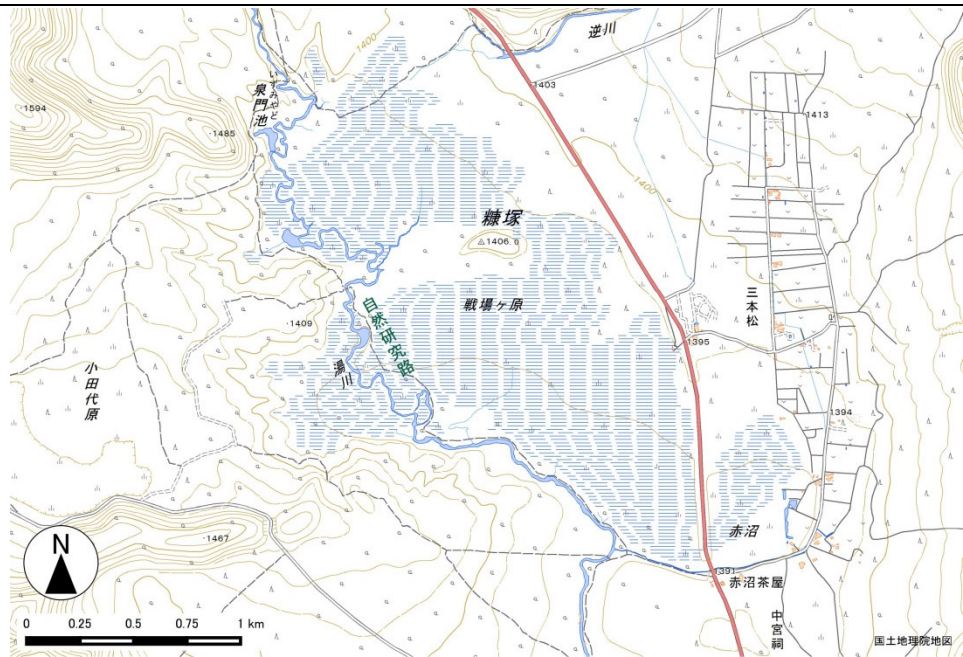 逆川
1400
いずみやど
泉門池
1403
・1594
・1485
1413
1400
糠塚
△1406.0
戦場ヶ原
三本松
自然研究路
・1409
1395
湯川
小田代原
1394
・1467
赤沼
N
1391
赤沼茶屋
0 0.25 0.5 0.75 1 km
中宮祠
国土地理院地図